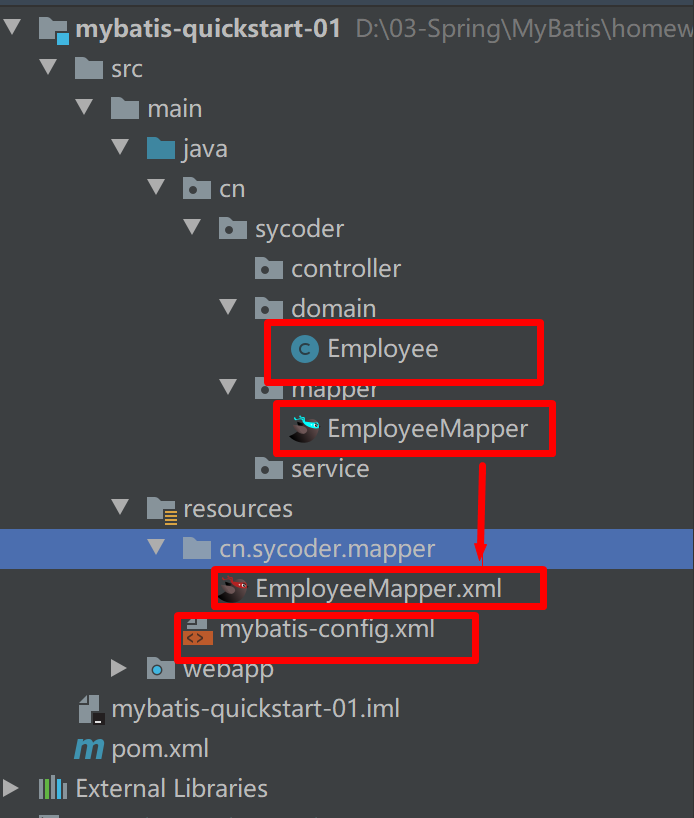 mybatis-quickstart-01 D:\03-Spring\MyBatis\homew
src
main
java
cn
sycoder
controller
domain
Employee
mapper
EmployeeMapper
service
resources
cn.sycoder.mapper
EmployeeMapper.xml
mybatis-config.xml
webapp
mybatis-quickstart-01.iml
pom.xml
External Libraries